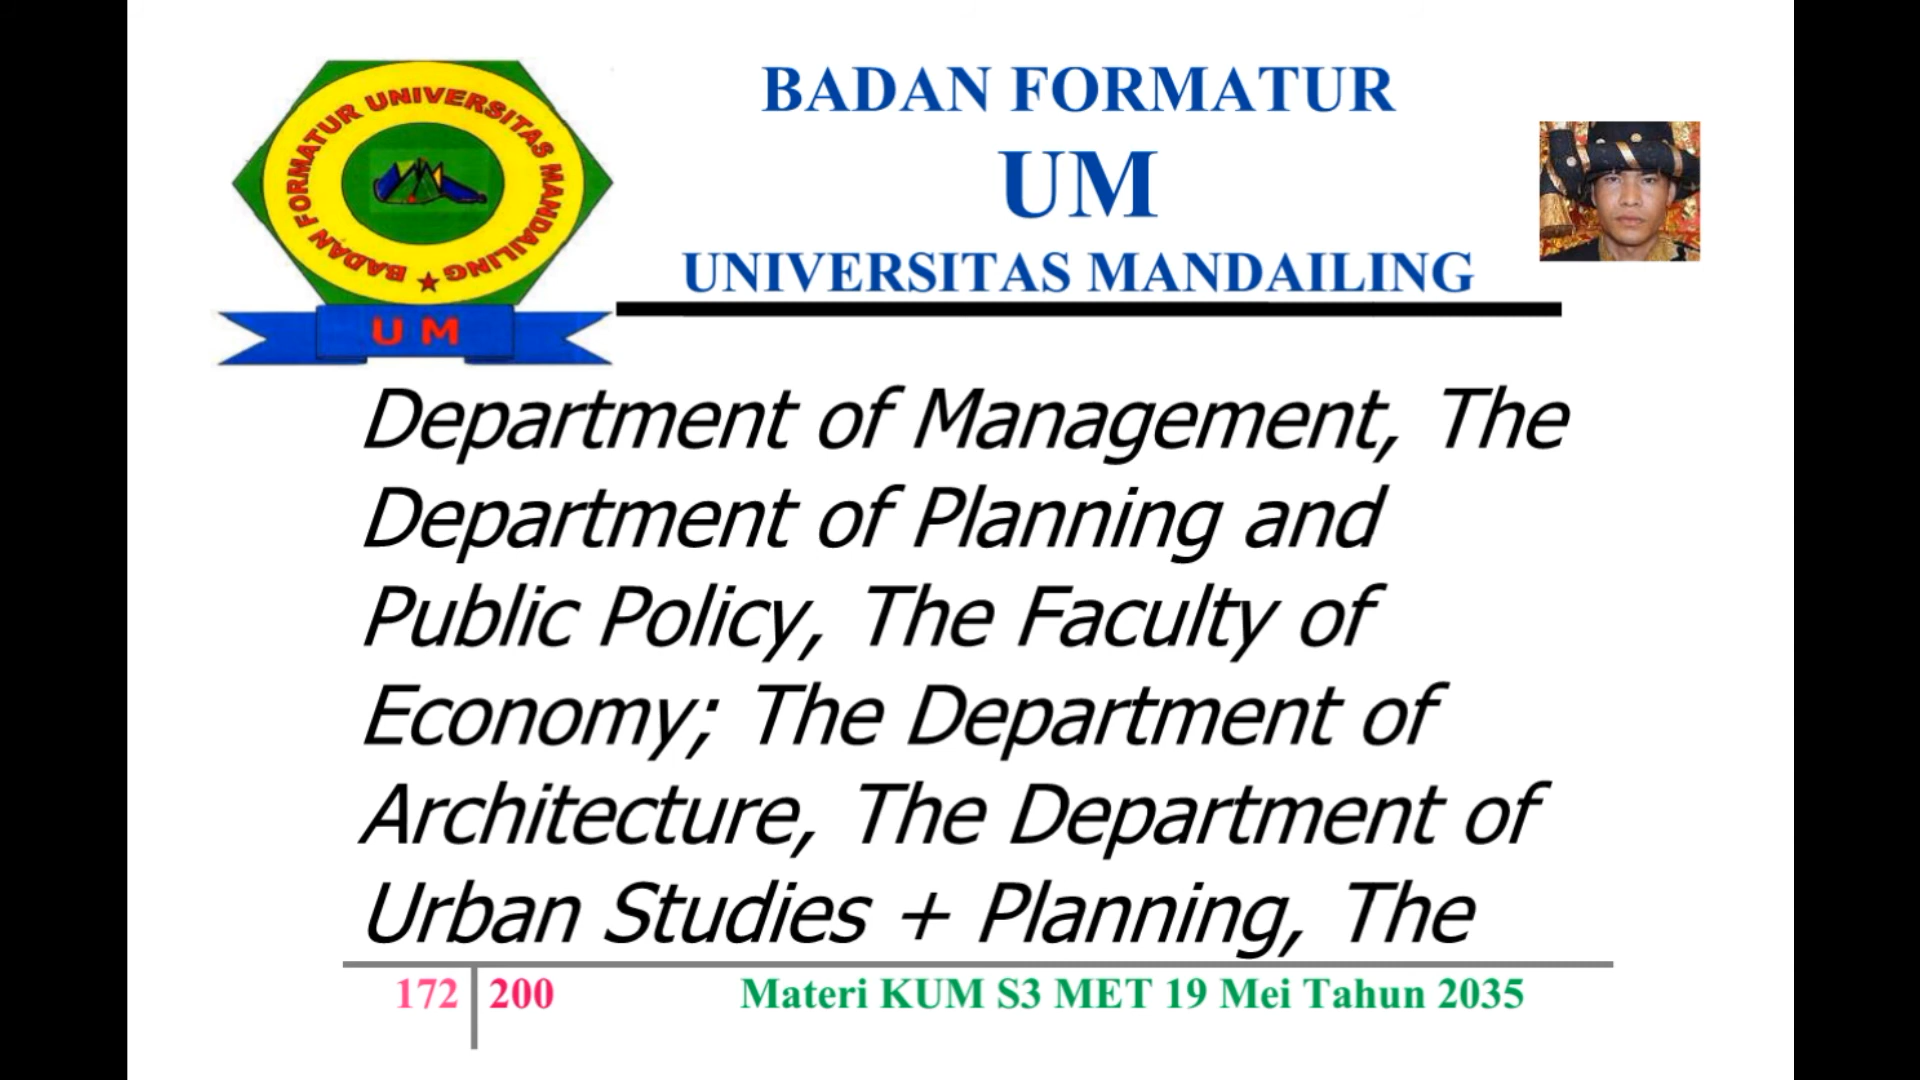 BADAN FORMATUR UNIVERSITAS MANDAILING
UM
BADAN FORMATUR
UM
UNIVERSITAS MANDAILING
Department of Management, The
Department of Planning and
Public Policy, The Faculty of
Economy; The Department of
Architecture, The Department of
Urban Studies + Planning, The
172 200 Materi KUM S3 MET 19 Mei Tahun 2035